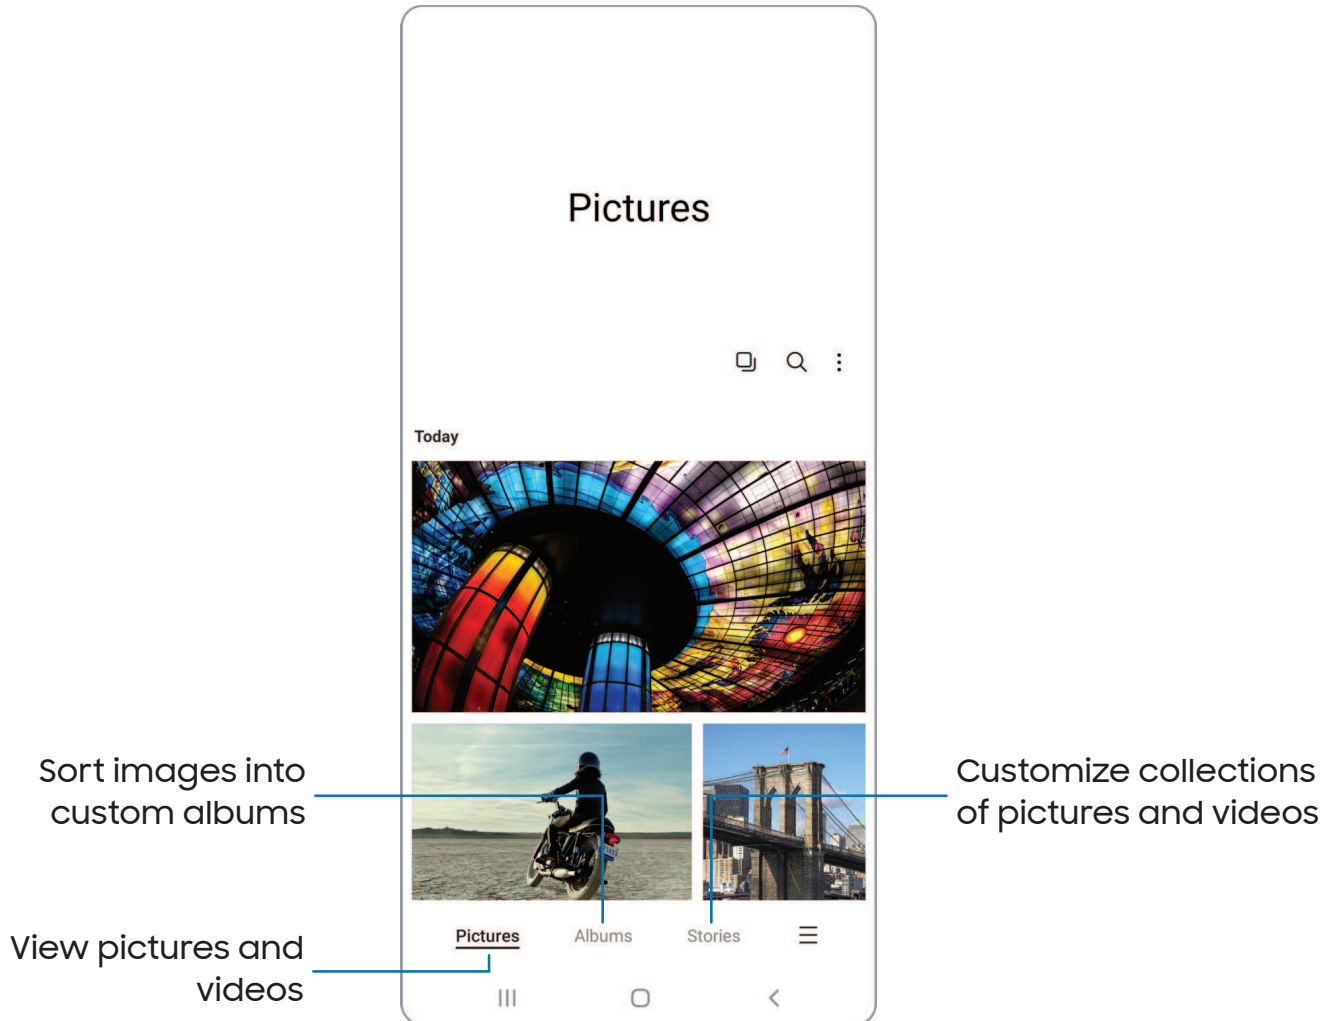 Pictures
Today
Sort images into
custom albums
Customize collections
of pictures and videos
View pictures and
videos
Pictures
Albums
Stories